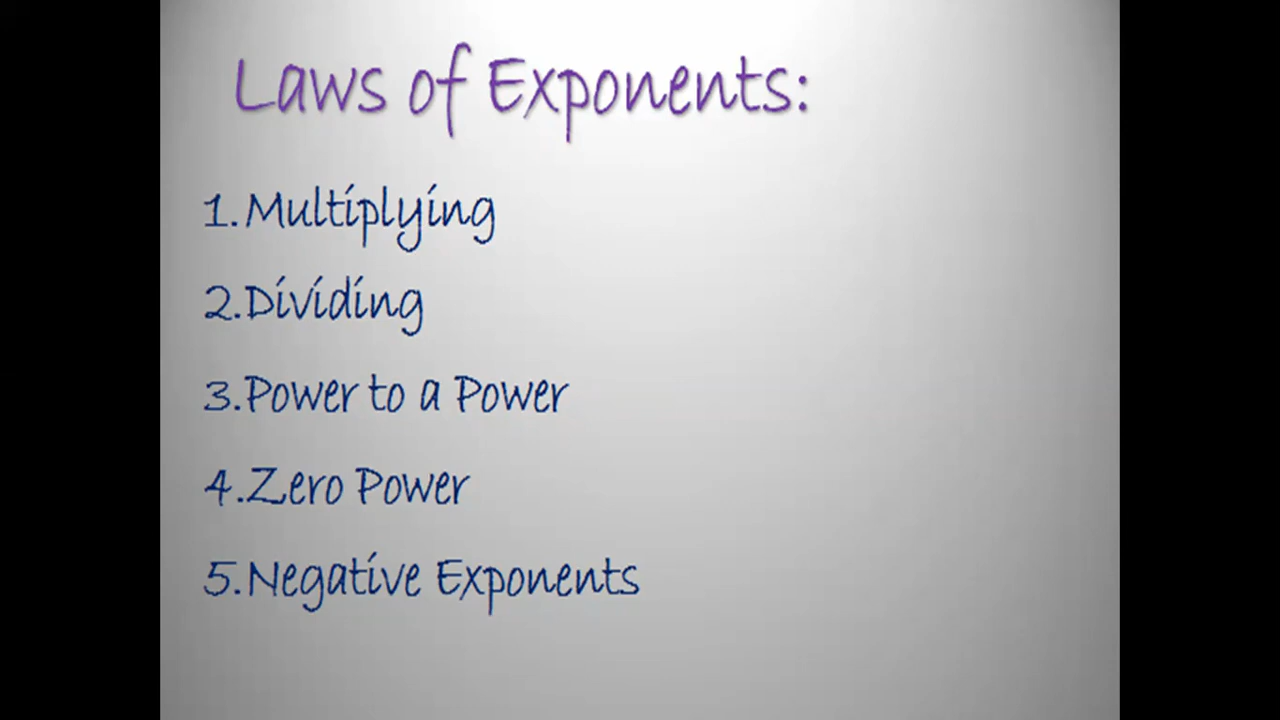 Laws of Exponents:
1.Multiplying
2.Dividing
3.Power to a Power
4.Zero Power
5.Negative Exponents